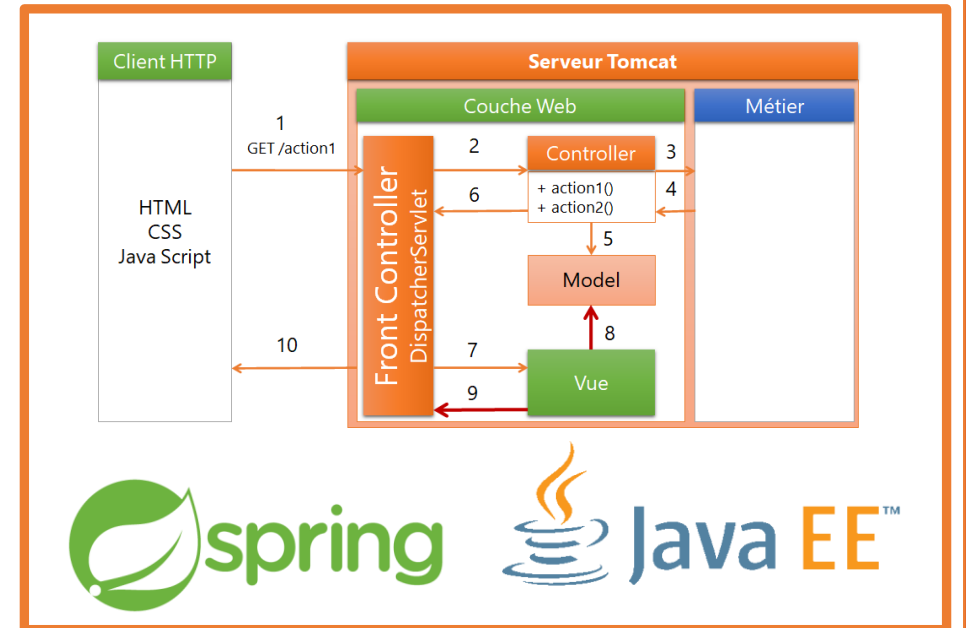 Client HTTP
Serveur Tomcat
Couche Web
Métier
1
GET /action1
2
Controller
3
+ action1()
+ action2()
4
6
5
HTML
CSS
Java Script
Front Controller
DispatcherServlet
Model
8
10
7
Vue
9
spring
Java EE™